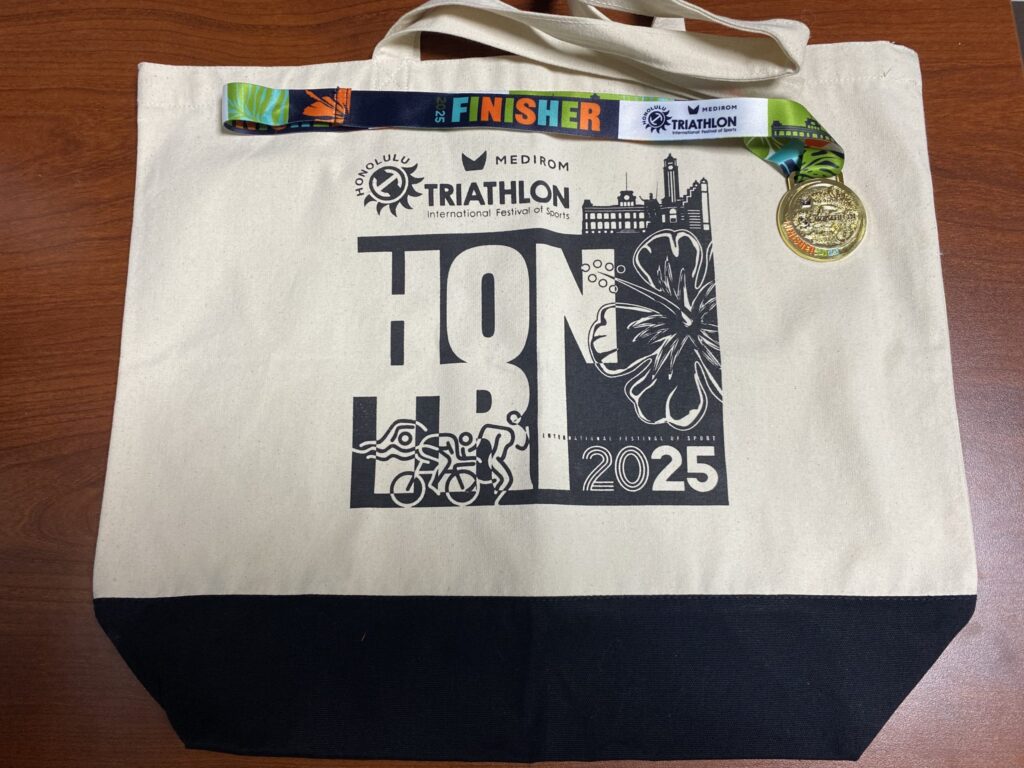 2025 FINISHER
HONOLULU
MEDIROM
TRIATHLON
International Festival of Sports
HONOLULU
MEDIROM
TRIATHLON
International Festival of Sports
HON
TRI
INTERNATIONAL FESTIVAL OF SPORT
2025
FINISHER